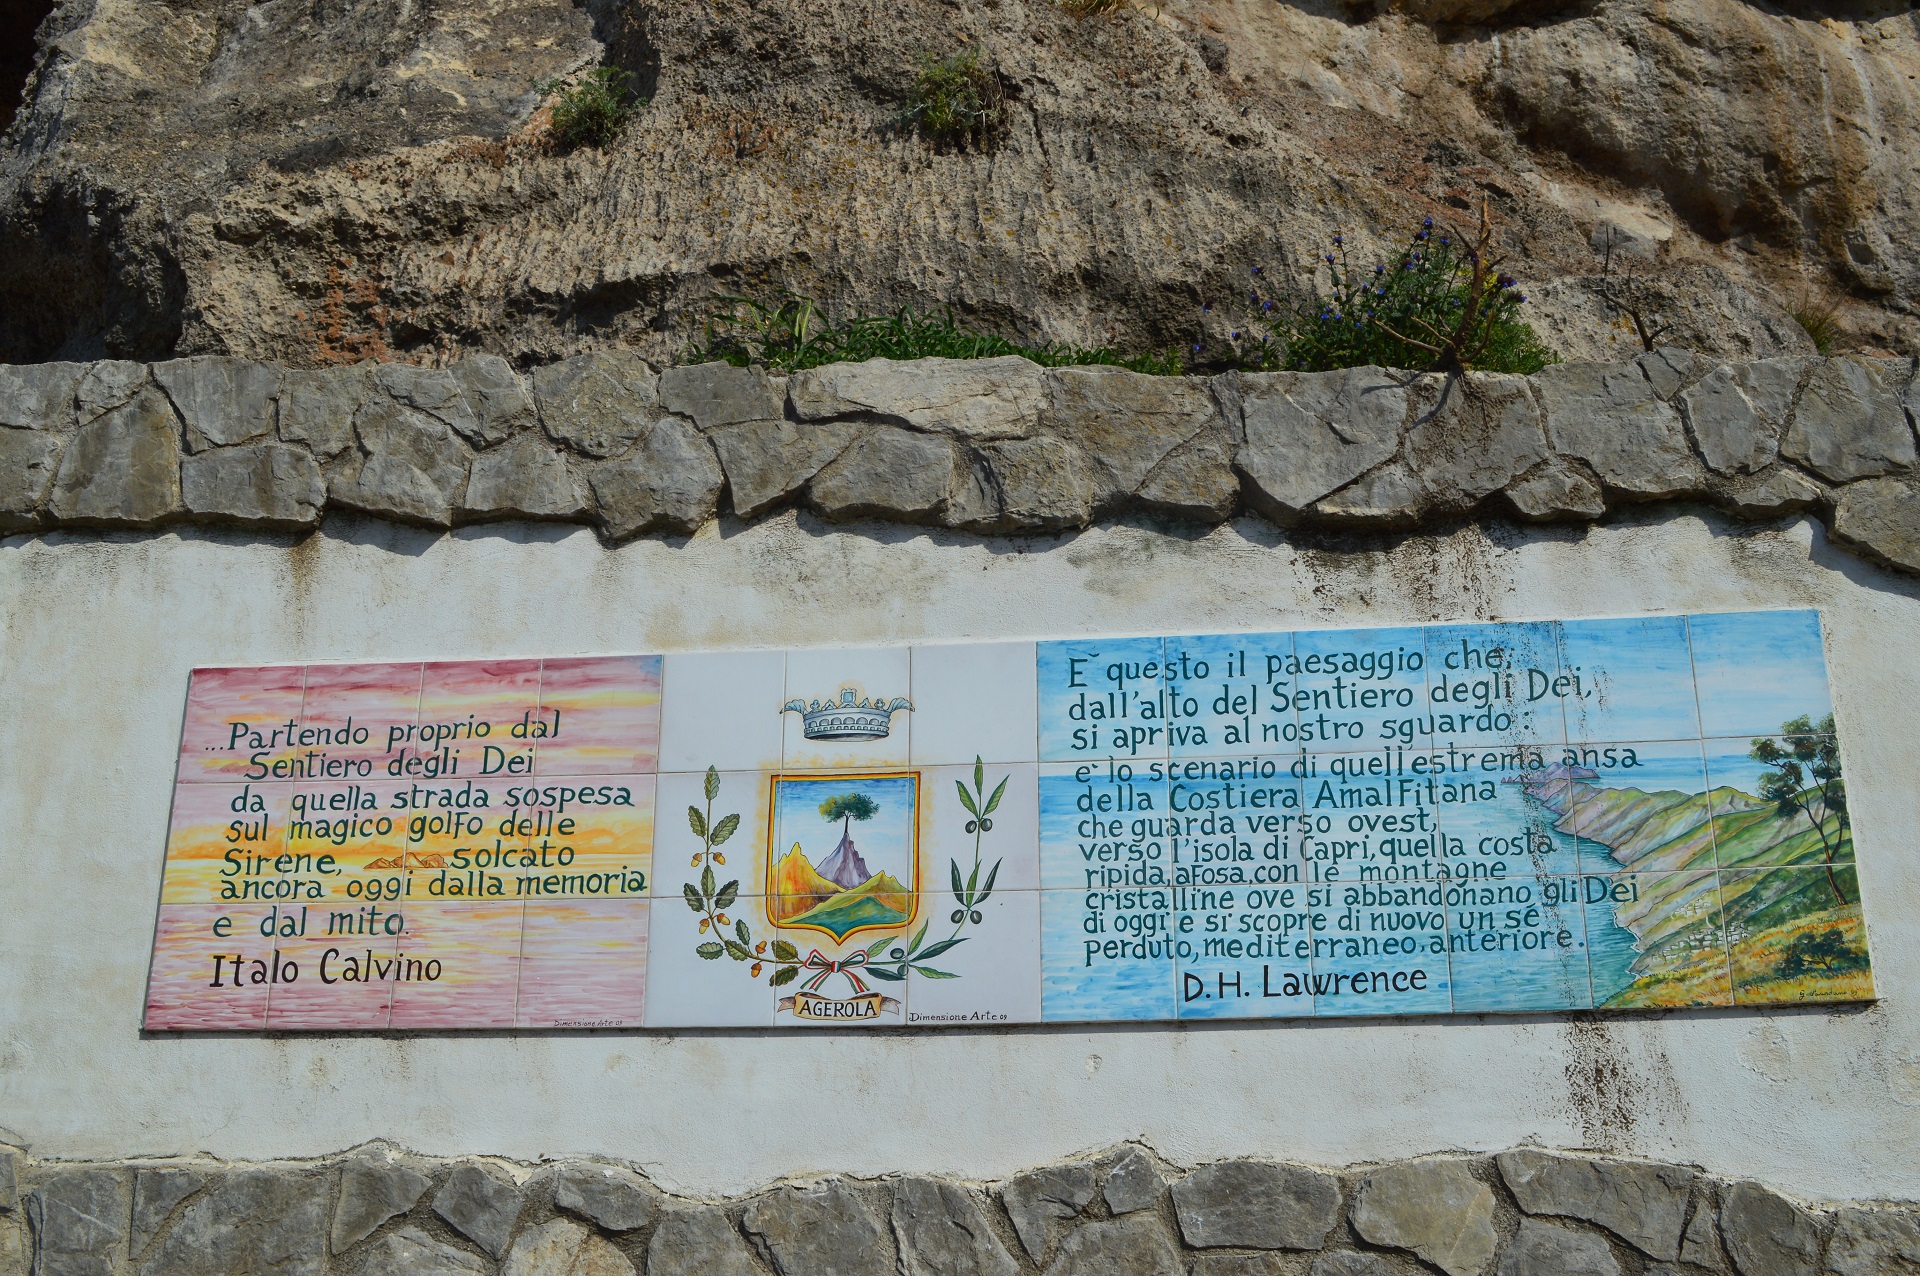 ...Partendo proprio dal
Sentiero degli Dei
da quella strada sospesa
sul magico golfo delle
Sirene, solcato
ancora oggi dalla memoria
e dal mito.
Italo Calvino
Dimensione Arte 09
AGEROLA
Dimensione Arte 09
E' questo il paesaggio che,
dall'alto del Sentiero degli Dei,
si apriva al nostro sguardo:
e' lo scenario di quell'estrema ansa
della Costiera Amalfitana
che guarda verso ovest,
verso l'isola di Capri, quella costa
ripida, afosa, con le montagne
cristalline ove si abbandonano gli Dei
di oggi e si scopre di nuovo un se'
perduto, mediterraneo, anteriore.
D.H. Lawrence